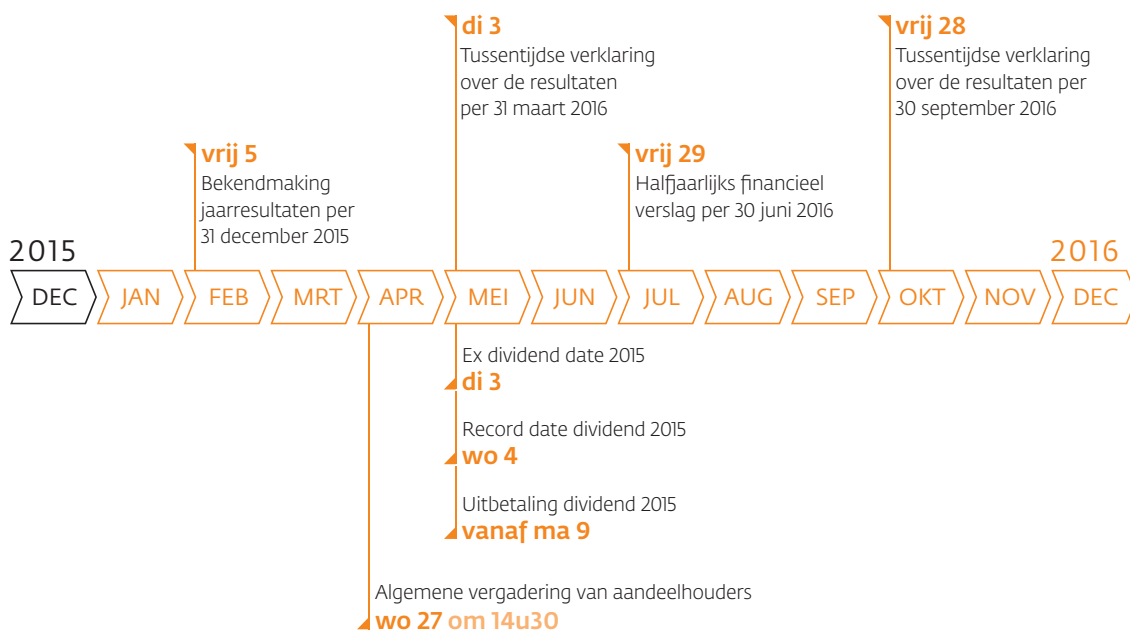 di 3
Tussentijdse verklaring
over de resultaten
per 31 maart 2016
vrij 28
Tussentijdse verklaring
over de resultaten per
30 september 2016
vrij 5
Bekendmaking
jaarresultaten per
31 december 2015
vrij 29
Halfjaarlijks financieel
verslag per 30 juni 2016
2015
2016
DEC JAN FEB MRT APR MEI JUN JUL AUG SEP OKT NOV DEC
Ex dividend date 2015
di 3
Record date dividend 2015
wo 4
Uitbetaling dividend 2015
vanaf ma 9
Algemene vergadering van aandeelhouders
wo 27 om 14u30